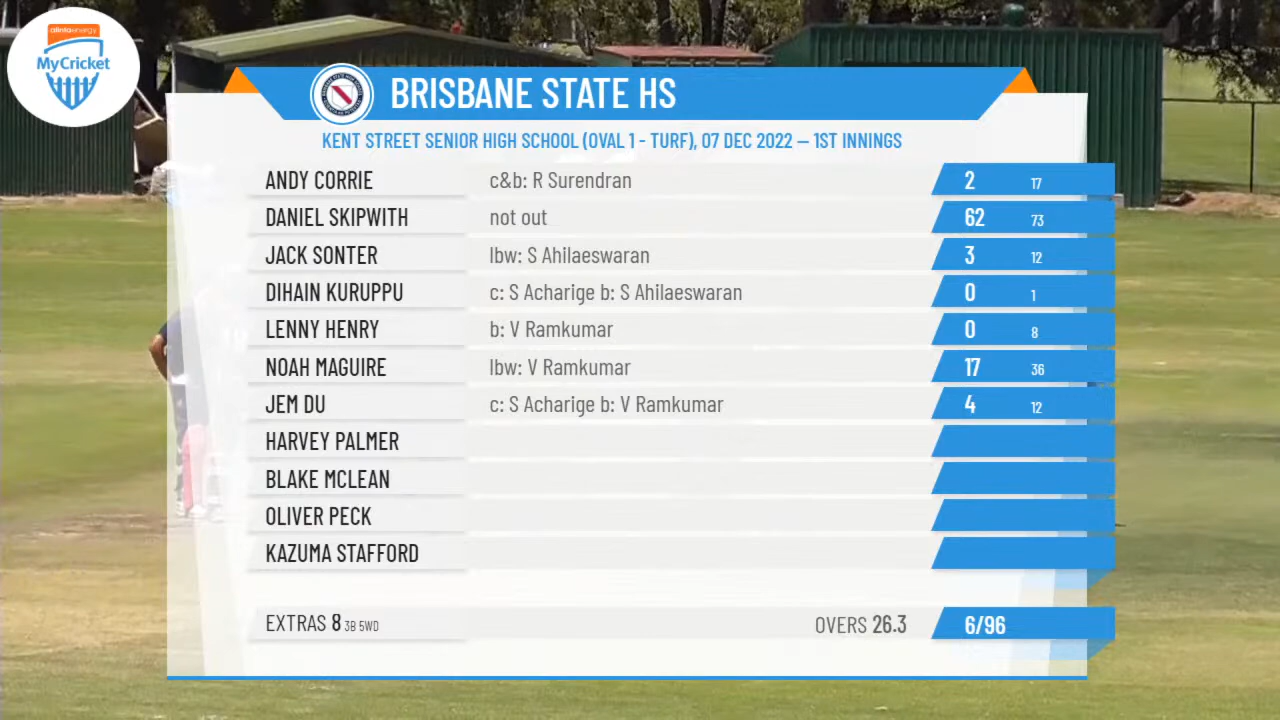 alintaenergy
MyCricket
BRISBANE STATE HS
KENT STREET SENIOR HIGH SCHOOL (OVAL 1 - TURF), 07 DEC 2022 – 1ST INNINGS
ANDY CORRIE c&b: R Surendran 2 17
DANIEL SKIPWITH not out 62 73
JACK SONTER lbw: S Ahilaeswaran 3 12
DIHAIN KURUPPU c: S Acharige b: S Ahilaeswaran 0 1
LENNY HENRY b: V Ramkumar 0 8
NOAH MAGUIRE lbw: V Ramkumar 17 36
JEM DU c: S Acharige b: V Ramkumar 4 12
HARVEY PALMER
BLAKE MCLEAN
OLIVER PECK
KAZUMA STAFFORD
EXTRAS 8 3B 5WD OVERS 26.3 6/96